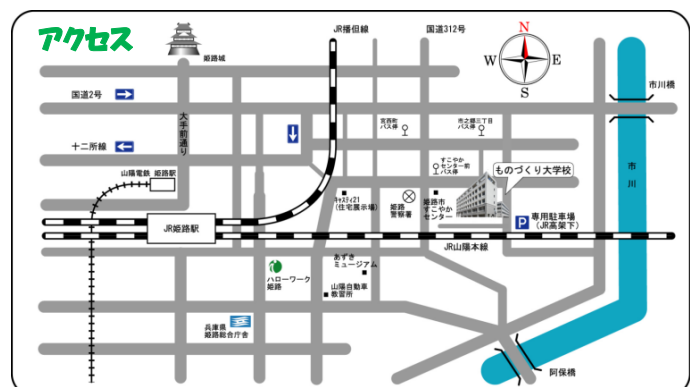 アクセス
JR播但線
国道312号
姫路城
N
W
E
S
国道2号
市川橋
大手前通り
宮西町
バス停
市之郷三丁目
バス停
十二所線
すこやか
センター前
バス停
市川
ものづくり大学校
山陽電鉄 姫路駅
キャスティ21
(住宅展示場)
姫路
警察署
姫路市
すこやか
センター
P
専用駐車場
(JR高架下)
JR姫路駅
JR山陽本線
あずき
ミュージアム
ハローワーク
姫路
山陽自動車
教習所
兵庫県
姫路総合庁舎
阿保橋